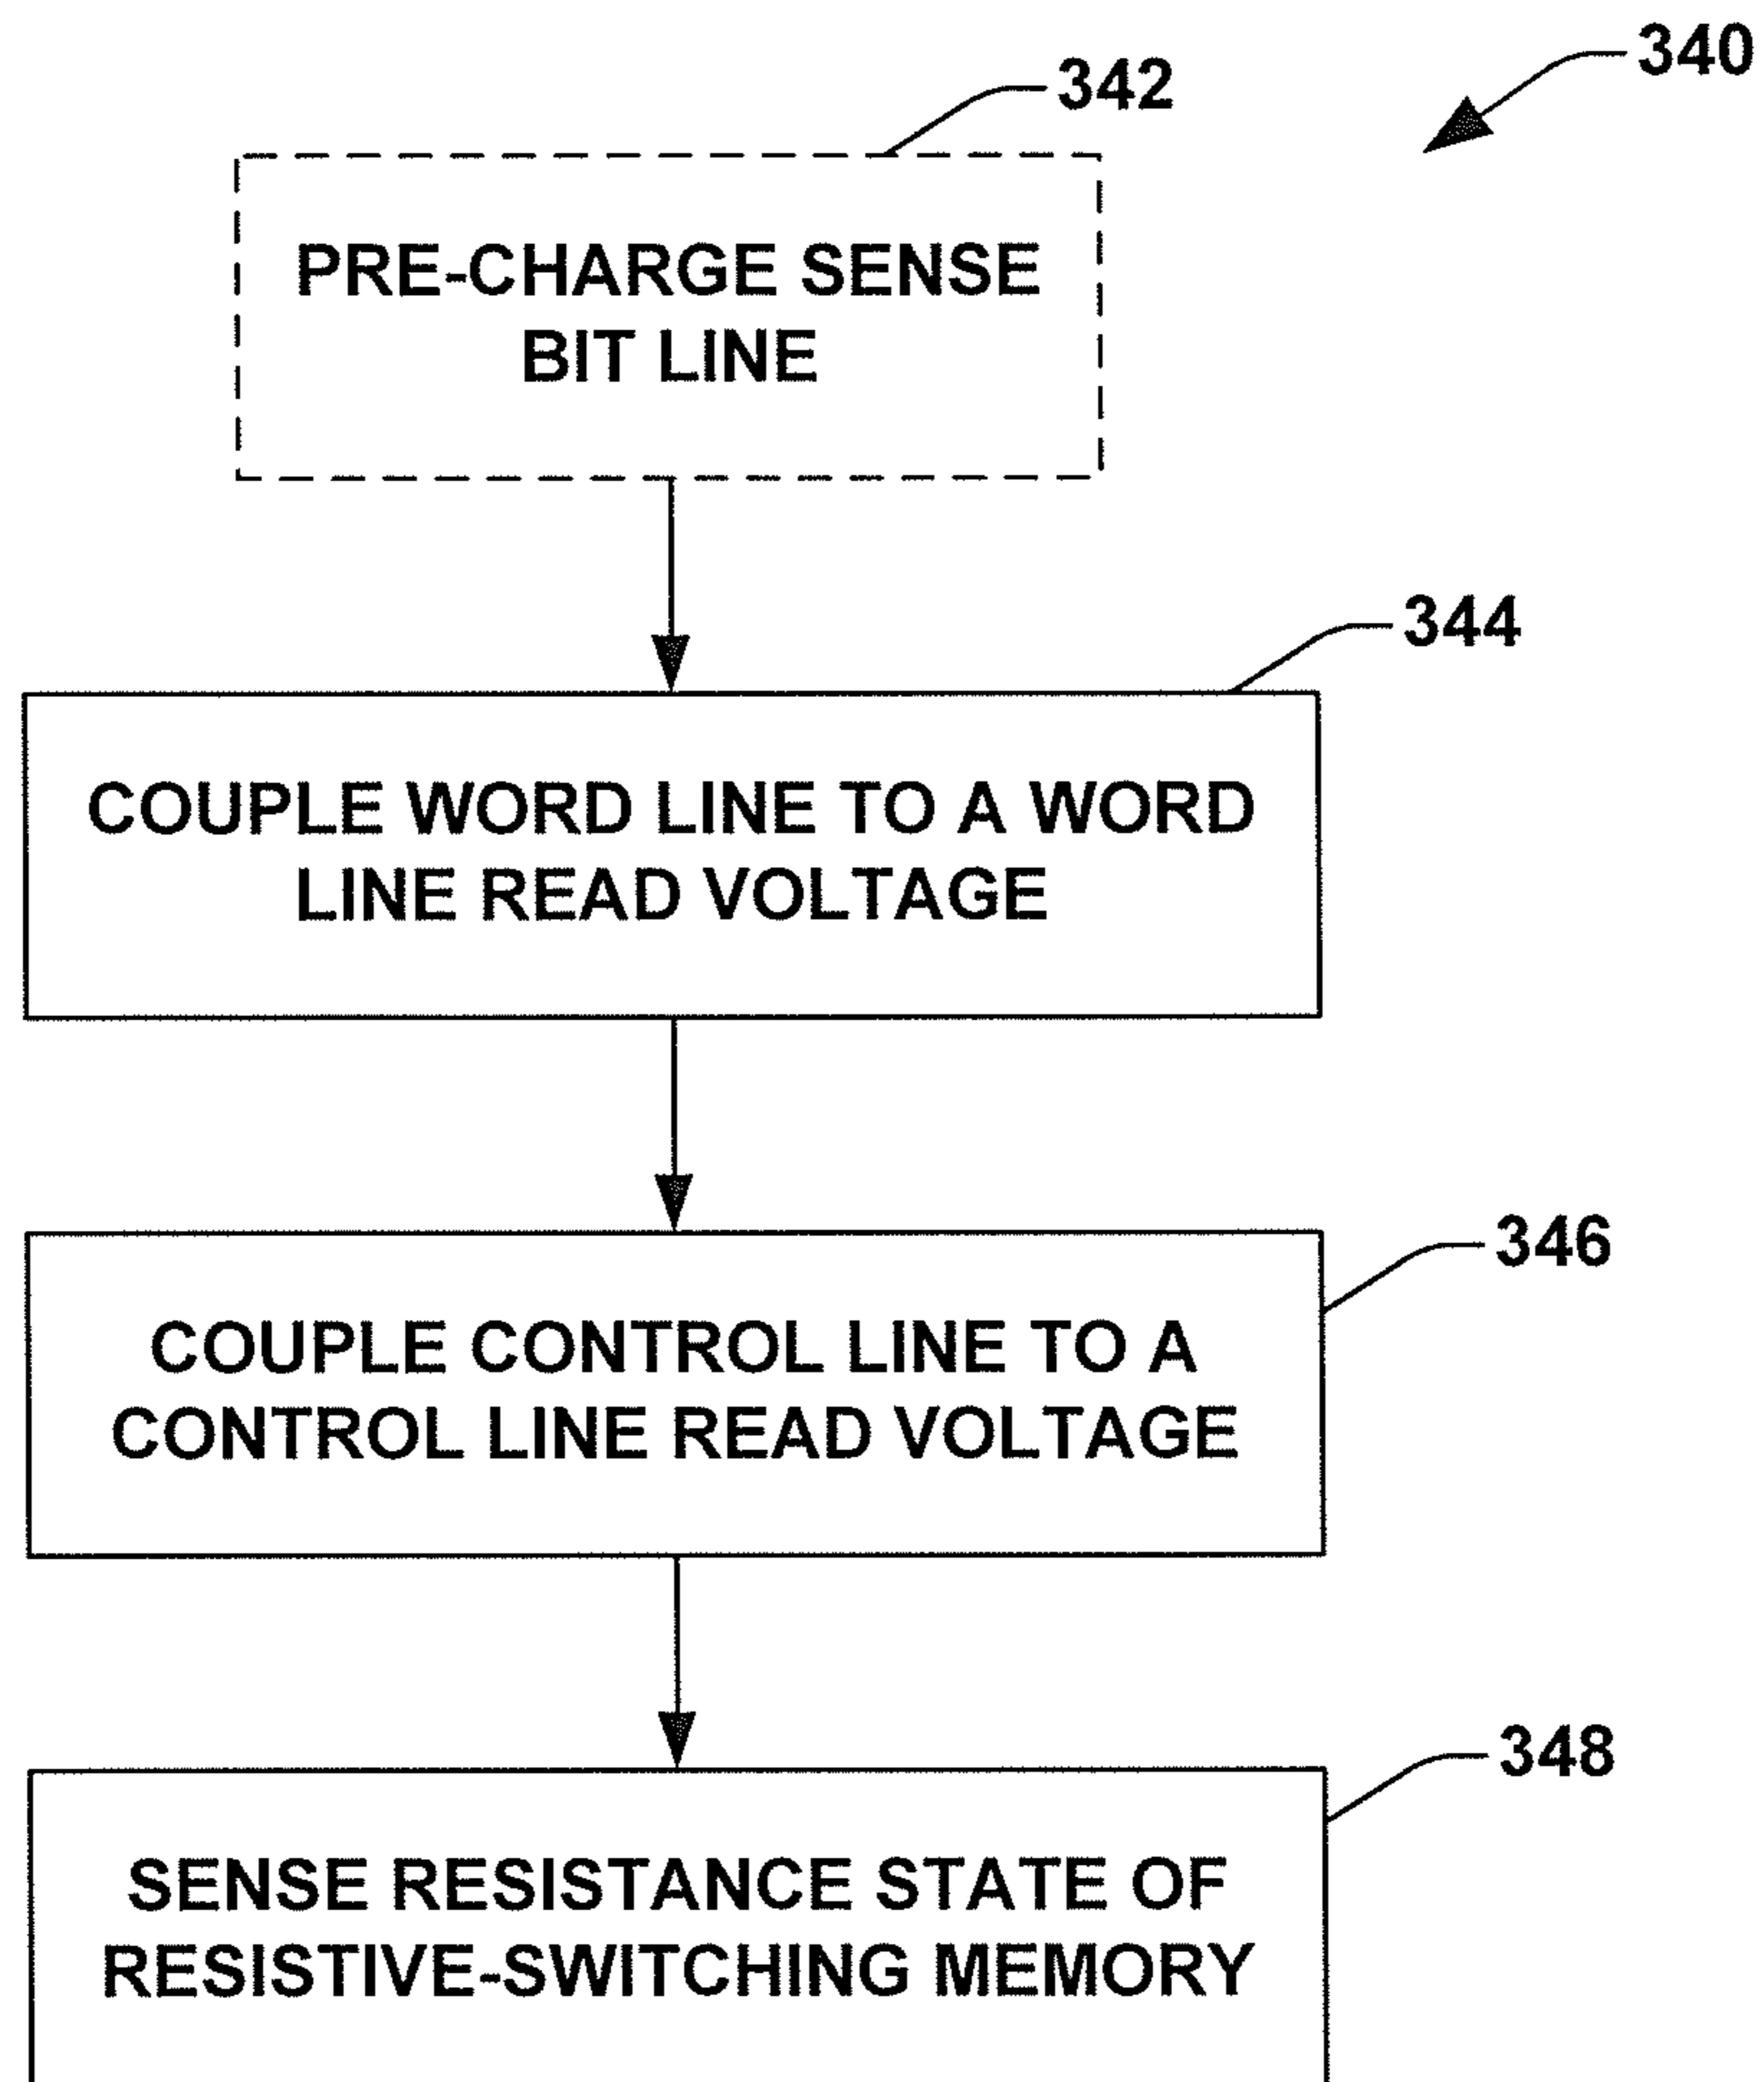 340
342
PRE-CHARGE SENSE
BIT LINE
344
COUPLE WORD LINE TO A WORD
LINE READ VOLTAGE
346
COUPLE CONTROL LINE TO A
CONTROL LINE READ VOLTAGE
348
SENSE RESISTANCE STATE OF
RESISTIVE-SWITCHING MEMORY